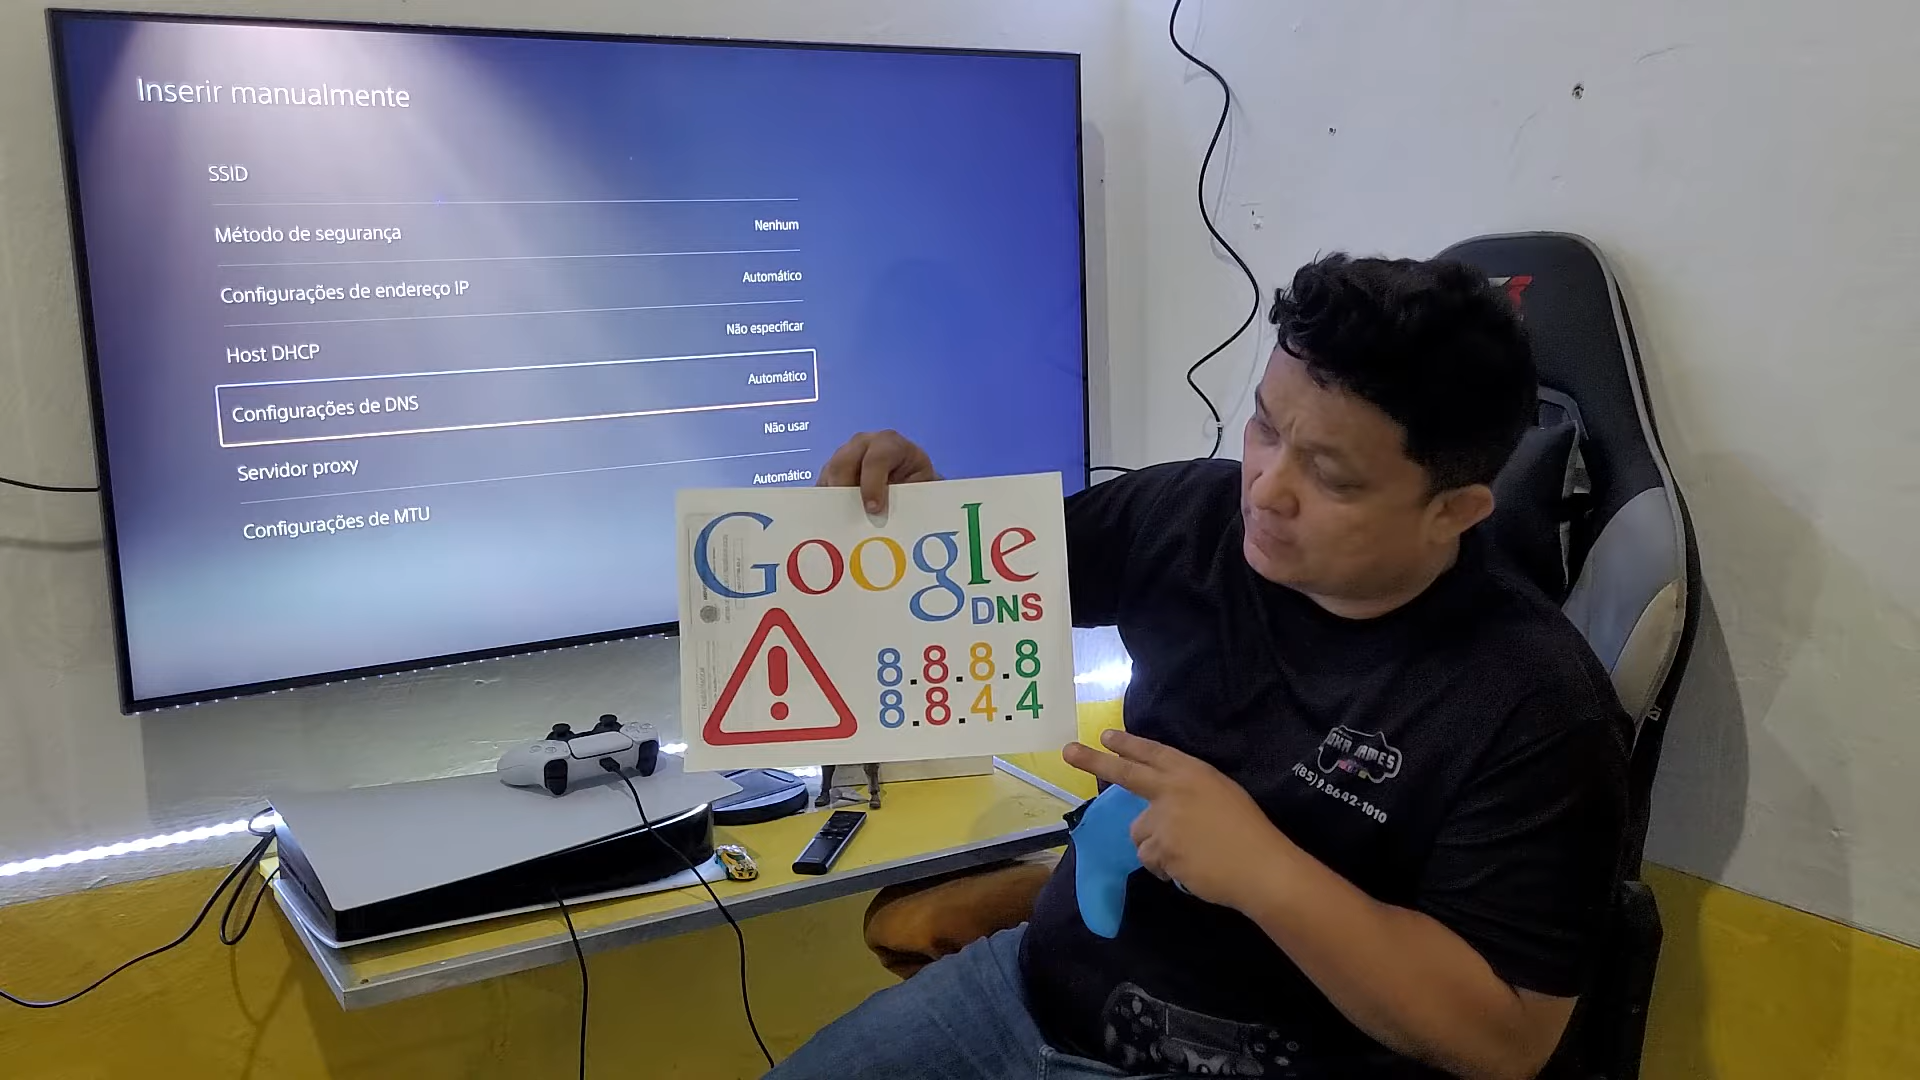 Inserir manualmente
SSID
Método de segurança Nenhum
Configurações de endereço IP Automático
Host DHCP Não especificar
Configurações de DNS Automático
Servidor proxy Não usar
Configurações de MTU Automático
Google
DNS
!
8.8.8.8
8.8.4.4
(85)9.8642-1010